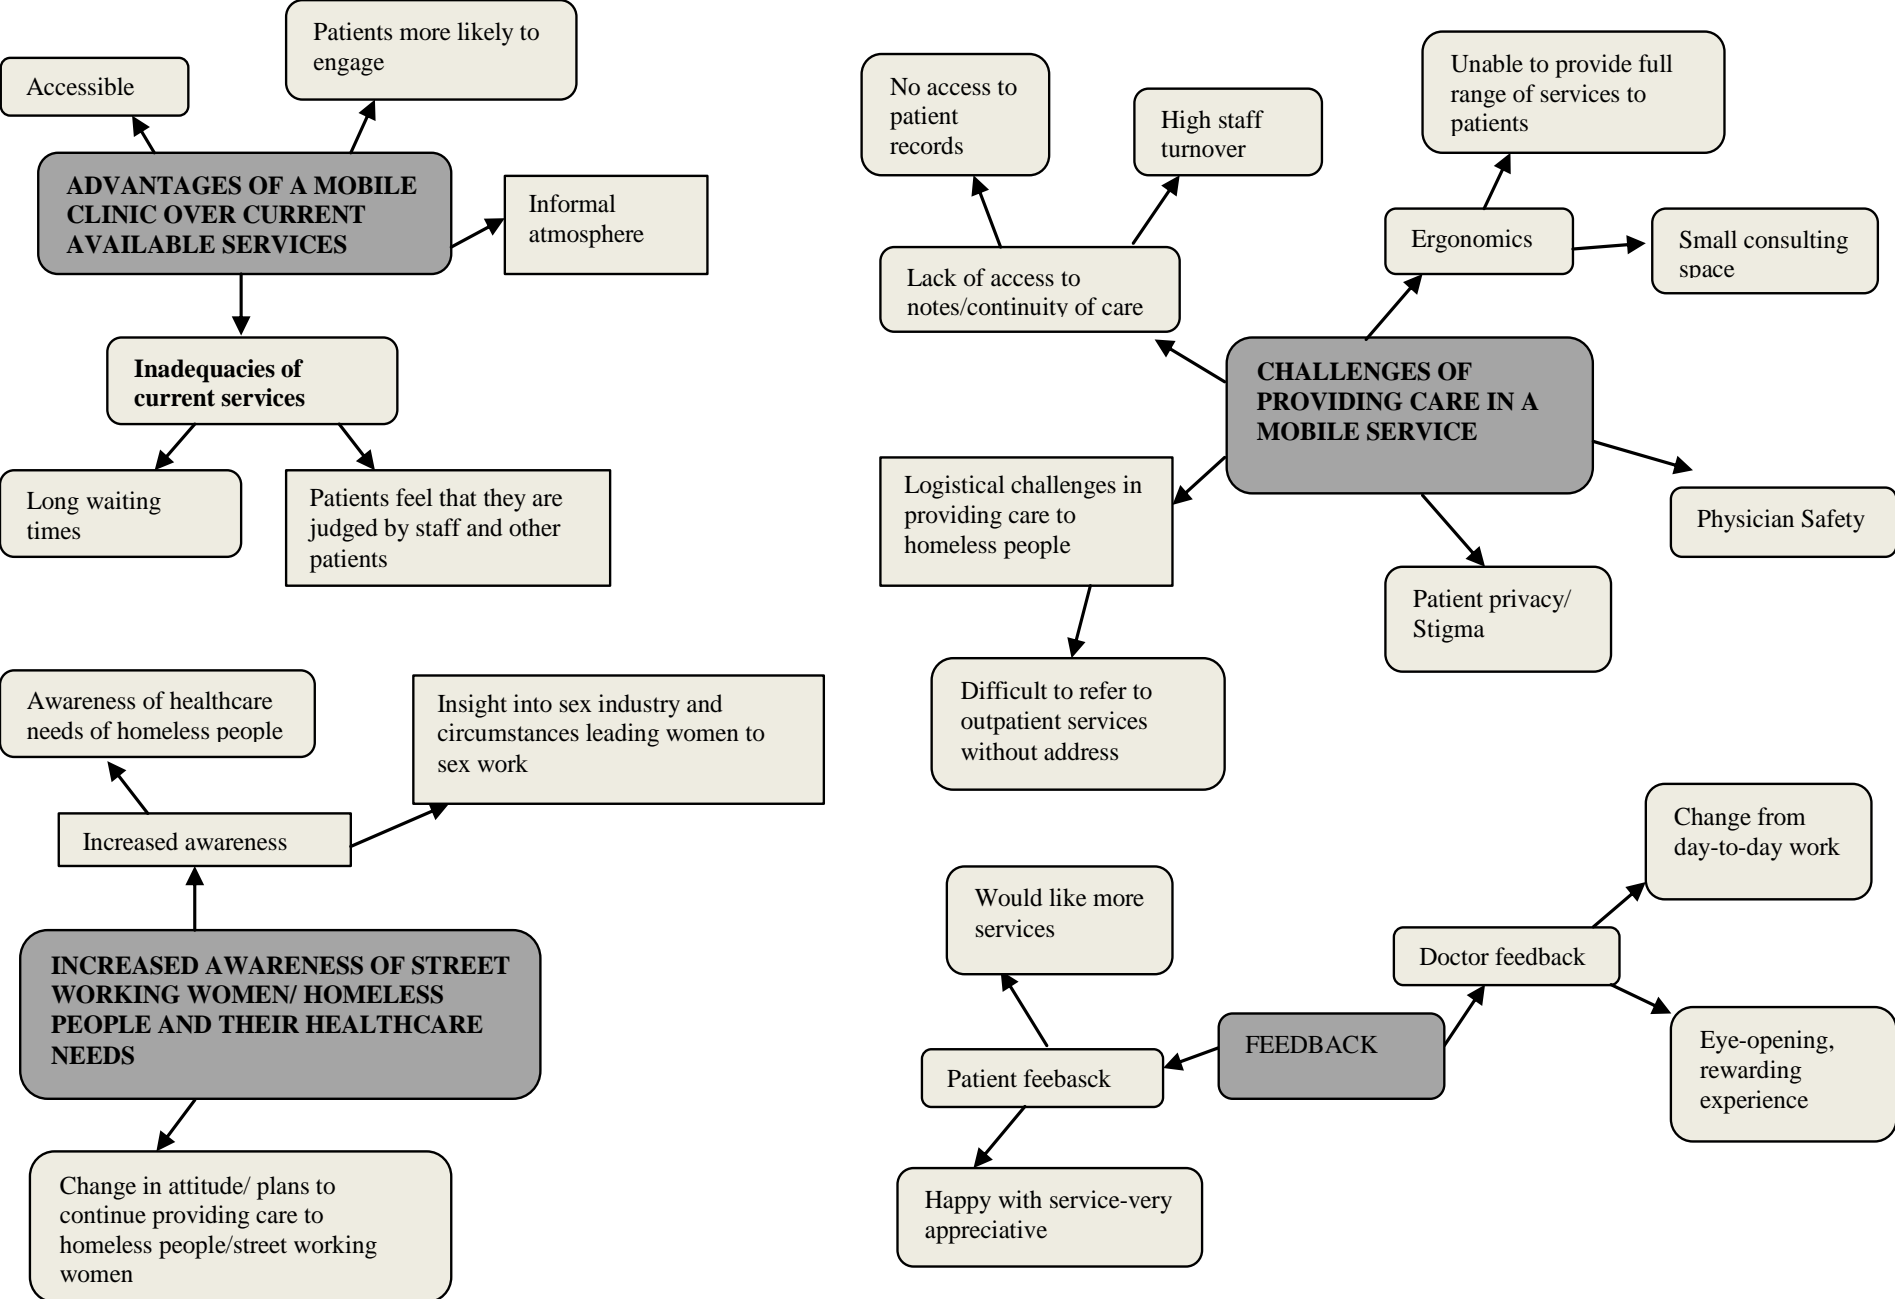 Patients more likely to
engage
Accessible
ADVANTAGES OF A MOBILE
CLINIC OVER CURRENT
AVAILABLE SERVICES
Informal
atmosphere
Inadequacies of
current services
Long waiting
times
Patients feel that they are
judged by staff and other
patients
No access to
patient
records
High staff
turnover
Unable to provide full
range of services to
patients
Lack of access to
notes/continuity of care
Ergonomics
Small consulting
space
CHALLENGES OF
PROVIDING CARE IN A
MOBILE SERVICE
Logistical challenges in
providing care to
homeless people
Physician Safety
Patient privacy/
Stigma
Difficult to refer to
outpatient services
without address
Awareness of healthcare
needs of homeless people
Insight into sex industry and
circumstances leading women to
sex work
Increased awareness
INCREASED AWARENESS OF STREET
WORKING WOMEN/ HOMELESS
PEOPLE AND THEIR HEALTHCARE
NEEDS
Change in attitude/ plans to
continue providing care to
homeless people/street working
women
Would like more
services
Change from
day-to-day work
Doctor feedback
FEEDBACK
Patient feebasck
Eye-opening,
rewarding
experience
Happy with service-very
appreciative